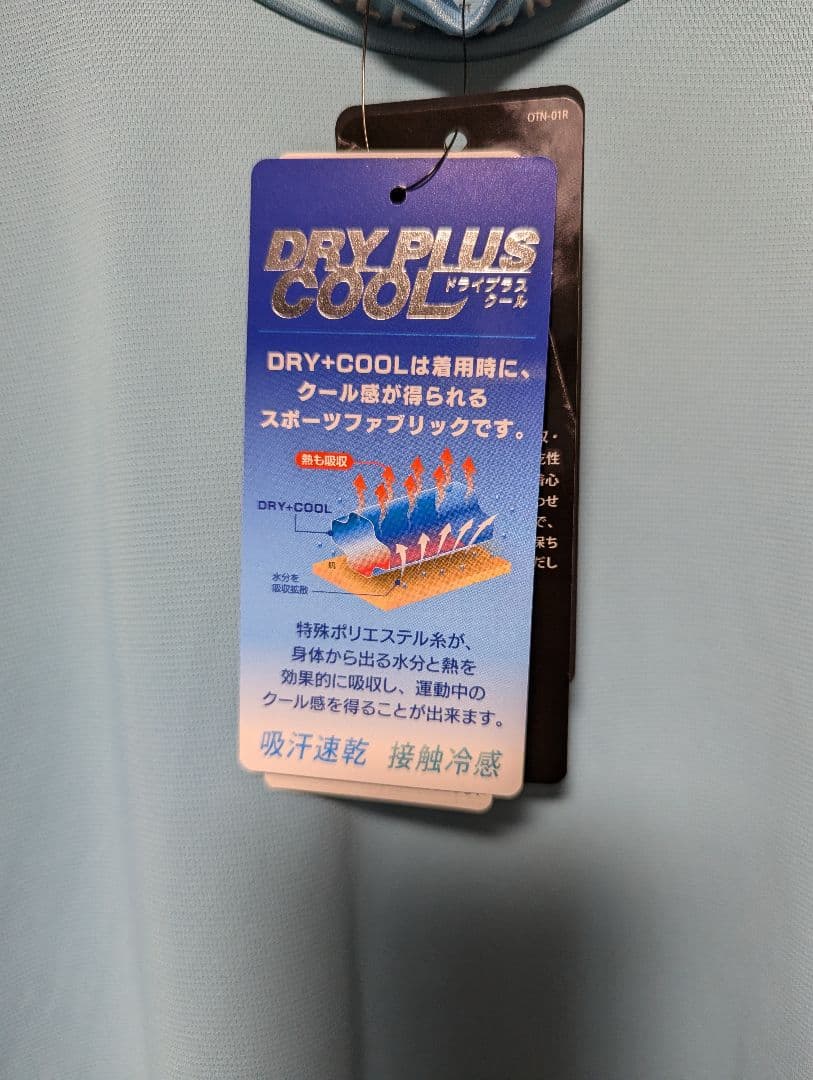 OTN-01R
DRY PLUS
COOL
ドライプラス
クール
DRY+COOLは着用時に、
クール感が得られる
スポーツファブリックです。
熱も吸収
DRY+COOL
肌
水分を
吸収拡散
特殊ポリエステル糸が、
身体から出る水分と熱を
効果的に吸収し、運動中の
クール感を得ることが出来ます。
吸汗速乾 接触冷感